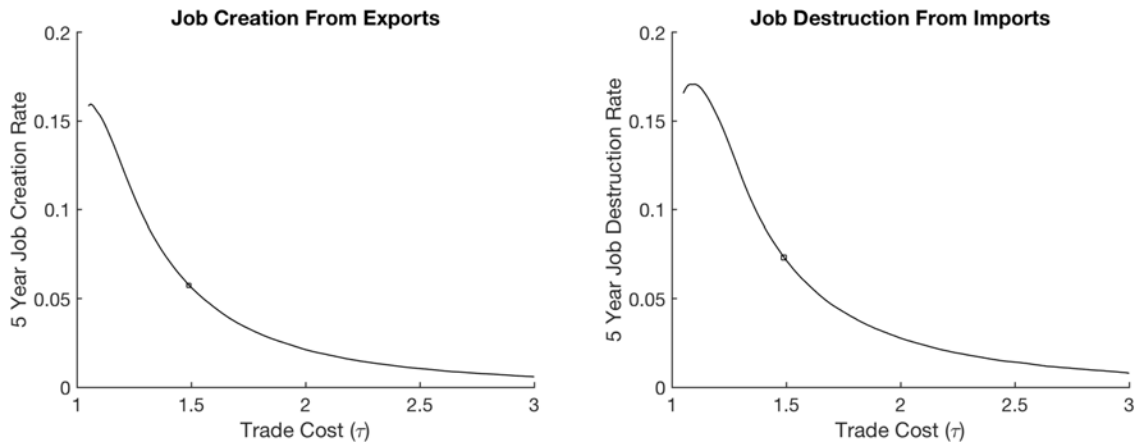 Job Creation From Exports
0.2
0.15
0.1
0.05
0
5 Year Job Creation Rate
1 1.5 2 2.5 3
Trade Cost (τ)
Job Destruction From Imports
0.2
0.15
0.1
0.05
0
5 Year Job Destruction Rate
1 1.5 2 2.5 3
Trade Cost (τ)